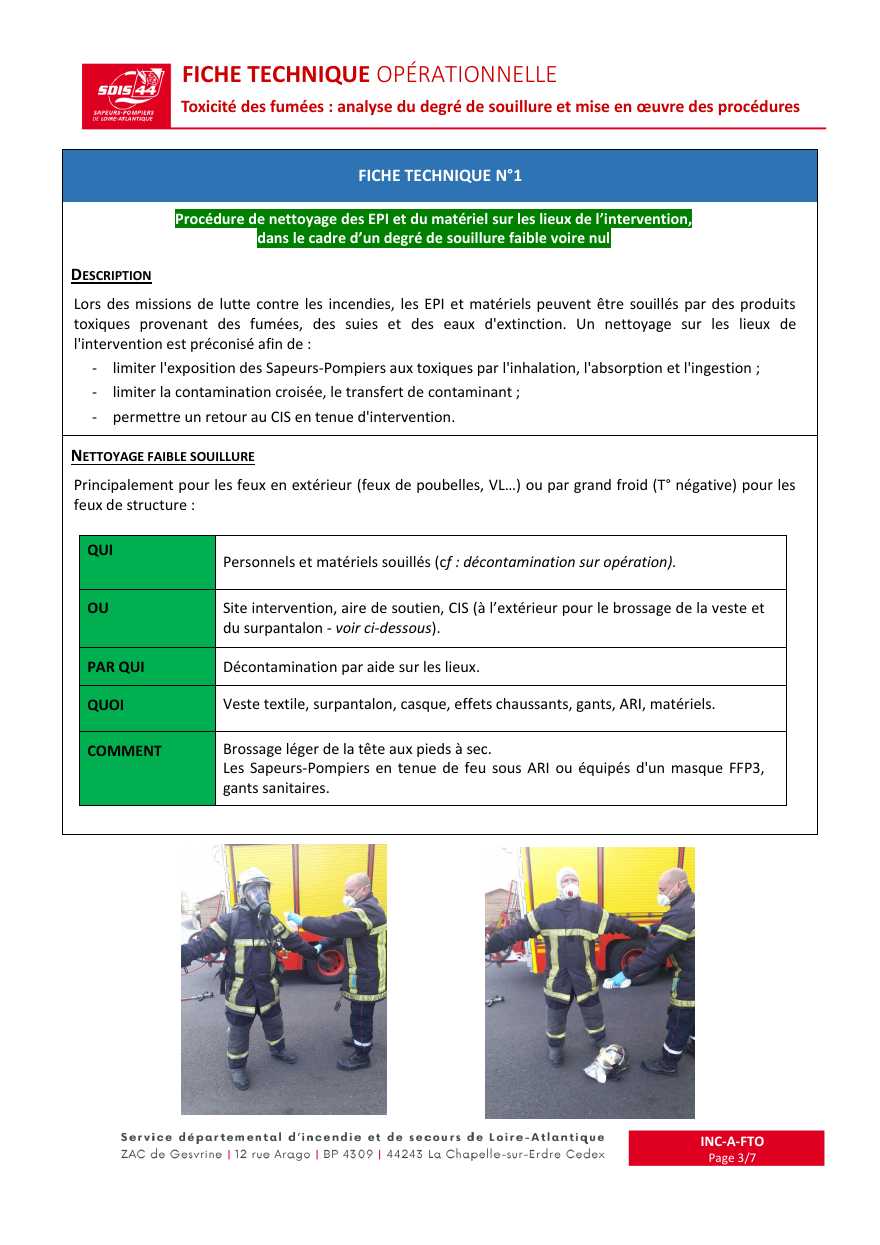 SDIS 44
SAPEURS-POMPIERS
DE LOIRE-ATLANTIQUE
FICHE TECHNIQUE OPÉRATIONNELLE
Toxicité des fumées : analyse du degré de souillure et mise en œuvre des procédures
FICHE TECHNIQUE N°1
Procédure de nettoyage des EPI et du matériel sur les lieux de l’intervention,
dans le cadre d’un degré de souillure faible voire nul
DESCRIPTION
Lors des missions de lutte contre les incendies, les EPI et matériels peuvent être souillés par des produits
toxiques provenant des fumées, des suies et des eaux d'extinction. Un nettoyage sur les lieux de
l'intervention est préconisé afin de :
- limiter l'exposition des Sapeurs-Pompiers aux toxiques par l'inhalation, l'absorption et l'ingestion ;
- limiter la contamination croisée, le transfert de contaminant ;
- permettre un retour au CIS en tenue d'intervention.
NETTOYAGE FAIBLE SOUILLURE
Principalement pour les feux en extérieur (feux de poubelles, VL…) ou par grand froid (T° négative) pour les
feux de structure :
QUI
Personnels et matériels souillés (cf : décontamination sur opération).
OU
Site intervention, aire de soutien, CIS (à l’extérieur pour le brossage de la veste et
du surpantalon - voir ci-dessous).
PAR QUI
Décontamination par aide sur les lieux.
QUOI
Veste textile, surpantalon, casque, effets chaussants, gants, ARI, matériels.
COMMENT
Brossage léger de la tête aux pieds à sec.
Les Sapeurs-Pompiers en tenue de feu sous ARI ou équipés d'un masque FFP3,
gants sanitaires.
Service départemental d’incendie et de secours de Loire-Atlantique
ZAC de Gesvrine | 12 rue Arago | BP 4309 | 44243 La Chapelle-sur-Erdre Cedex
INC-A-FTO
Page 3/7